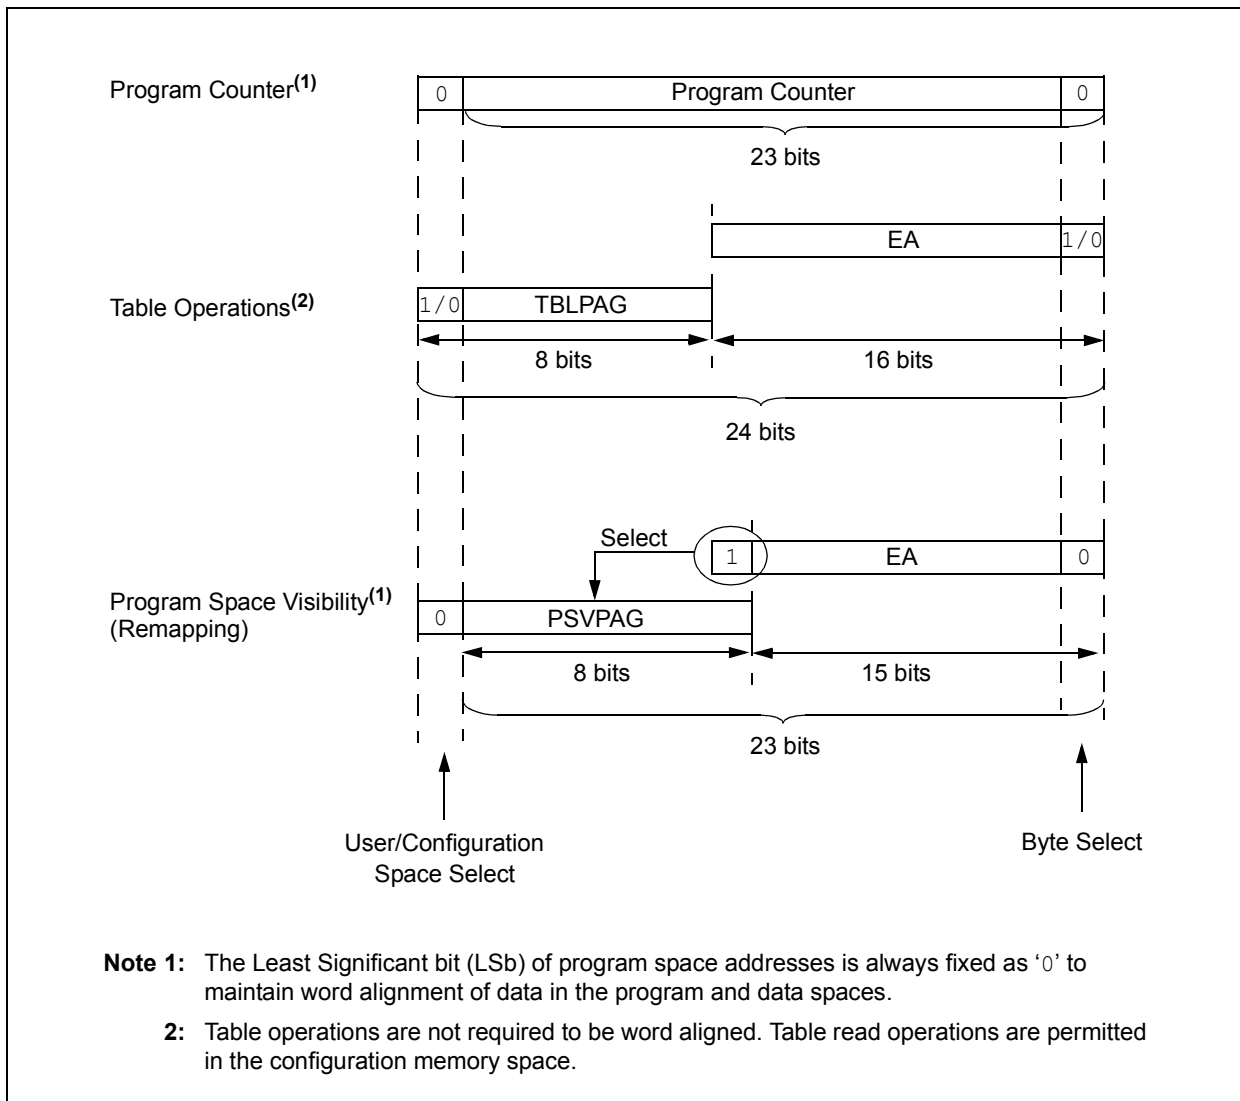 Program Counter(1)
0
Program Counter
0
23 bits
EA
1/0
Table Operations(2)
1/0
TBLPAG
8 bits
16 bits
24 bits
Select
1
EA
0
Program Space Visibility(1)
(Remapping)
0
PSVPAG
8 bits
15 bits
23 bits
User/Configuration
Space Select
Byte Select
Note 1: The Least Significant bit (LSb) of program space addresses is always fixed as ‘0’ to
maintain word alignment of data in the program and data spaces.
2: Table operations are not required to be word aligned. Table read operations are permitted
in the configuration memory space.